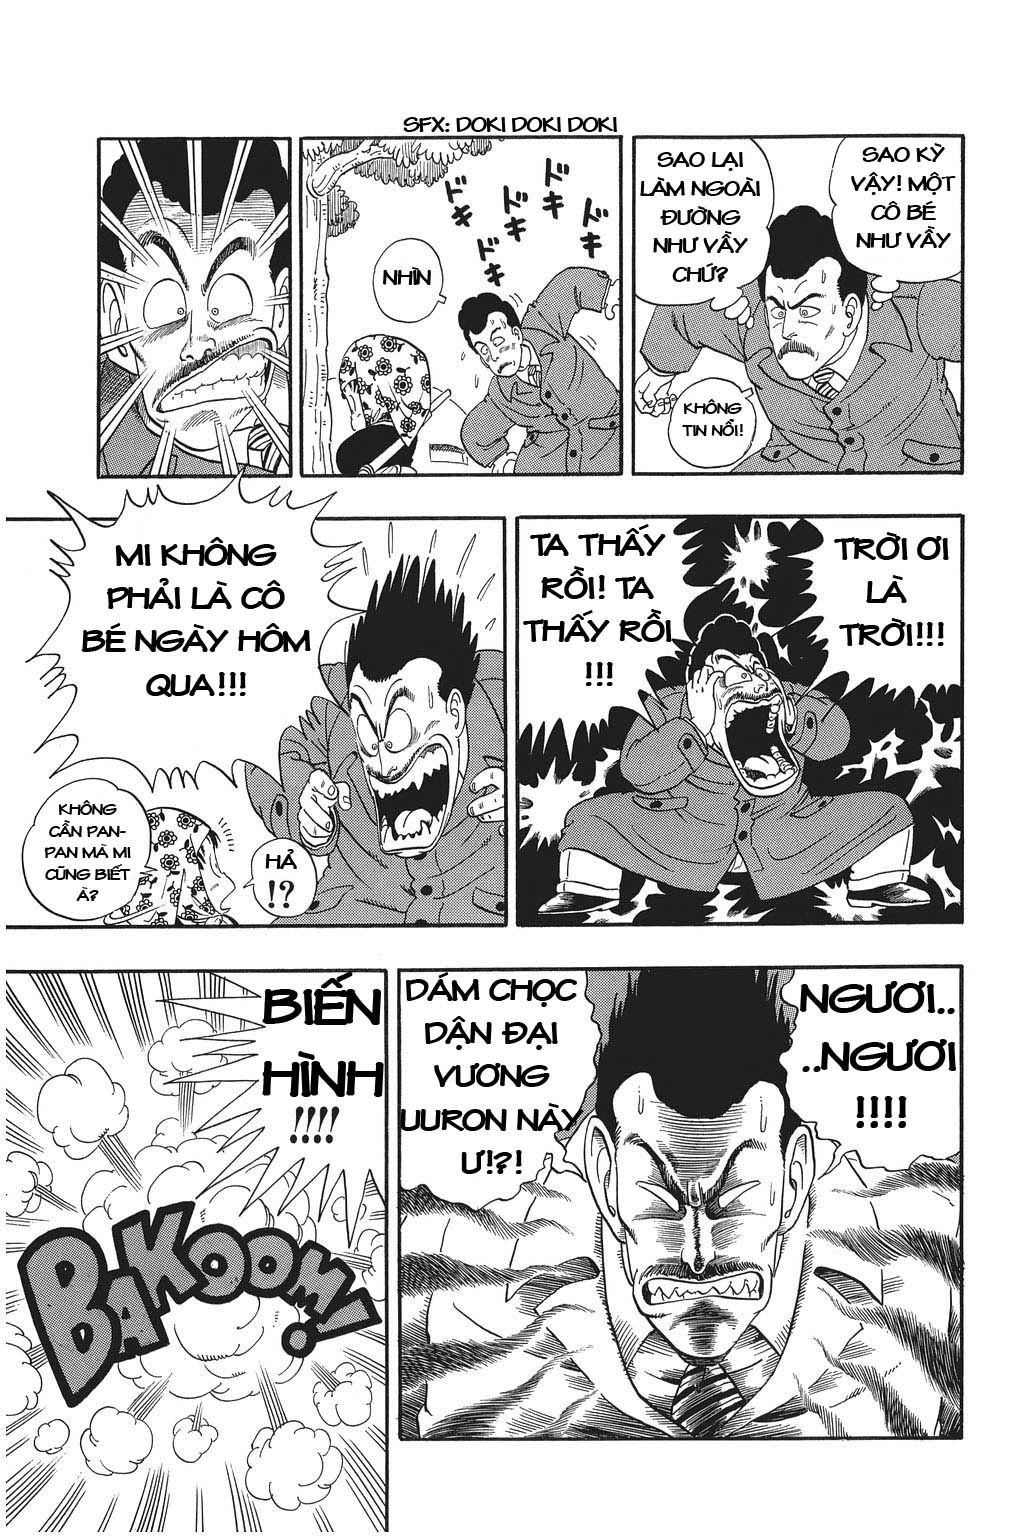 SFX: DOKI DOKI DOKI
SAO KỲ
VẬY! MỘT
CÔ BÉ
NHƯ VẦY
SAO LẠI
LÀM NGOÀI
ĐƯỜNG
NHƯ VẦY
CHỨ?
KHÔNG
TIN NỔI!
ドキ
ドキ
ドキ
ドキ
NHÌN
TRỜI ƠI
LÀ
TRỜI!!!
TA THẤY
RỒI! TA
THẤY RỒI
!!!
MI KHÔNG
PHẢI LÀ CÔ
BÉ NGÀY HÔM
QUA!!!
HẢ
!?
KHÔNG
CẦN PAN-
PAN MÀ MI
CŨNG BIẾT
À?
NGƯƠI..
..NGƯƠI
!!!!
DÁM CHỌC
DẬN ĐẠI
VƯƠNG
UURON NÀY
Ư!?!
BIẾN
HÌNH
!!!!
BAKOOM!